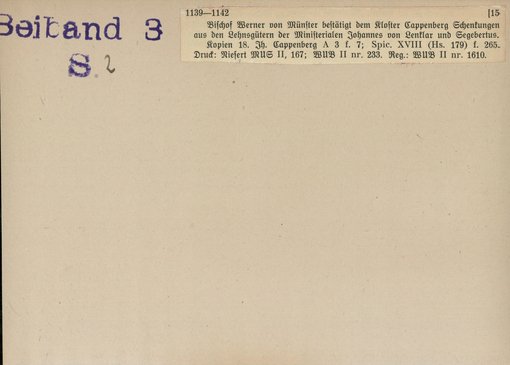 Beiband 3
S. 2
1139—1142 [15
Bischof Werner von Münster bestätigt dem Kloster Cappenberg Schenkungen
aus den Lehnsgütern der Ministerialen Johannes von Lenklar und Segebertus.
Kopien 18. Jh. Cappenberg A 3 f. 7; Spic. XVIII (Hs. 179) f. 265.
Druck: Niesert MUS II, 167; WUB II nr. 233. Reg.: WUB II nr. 1610.